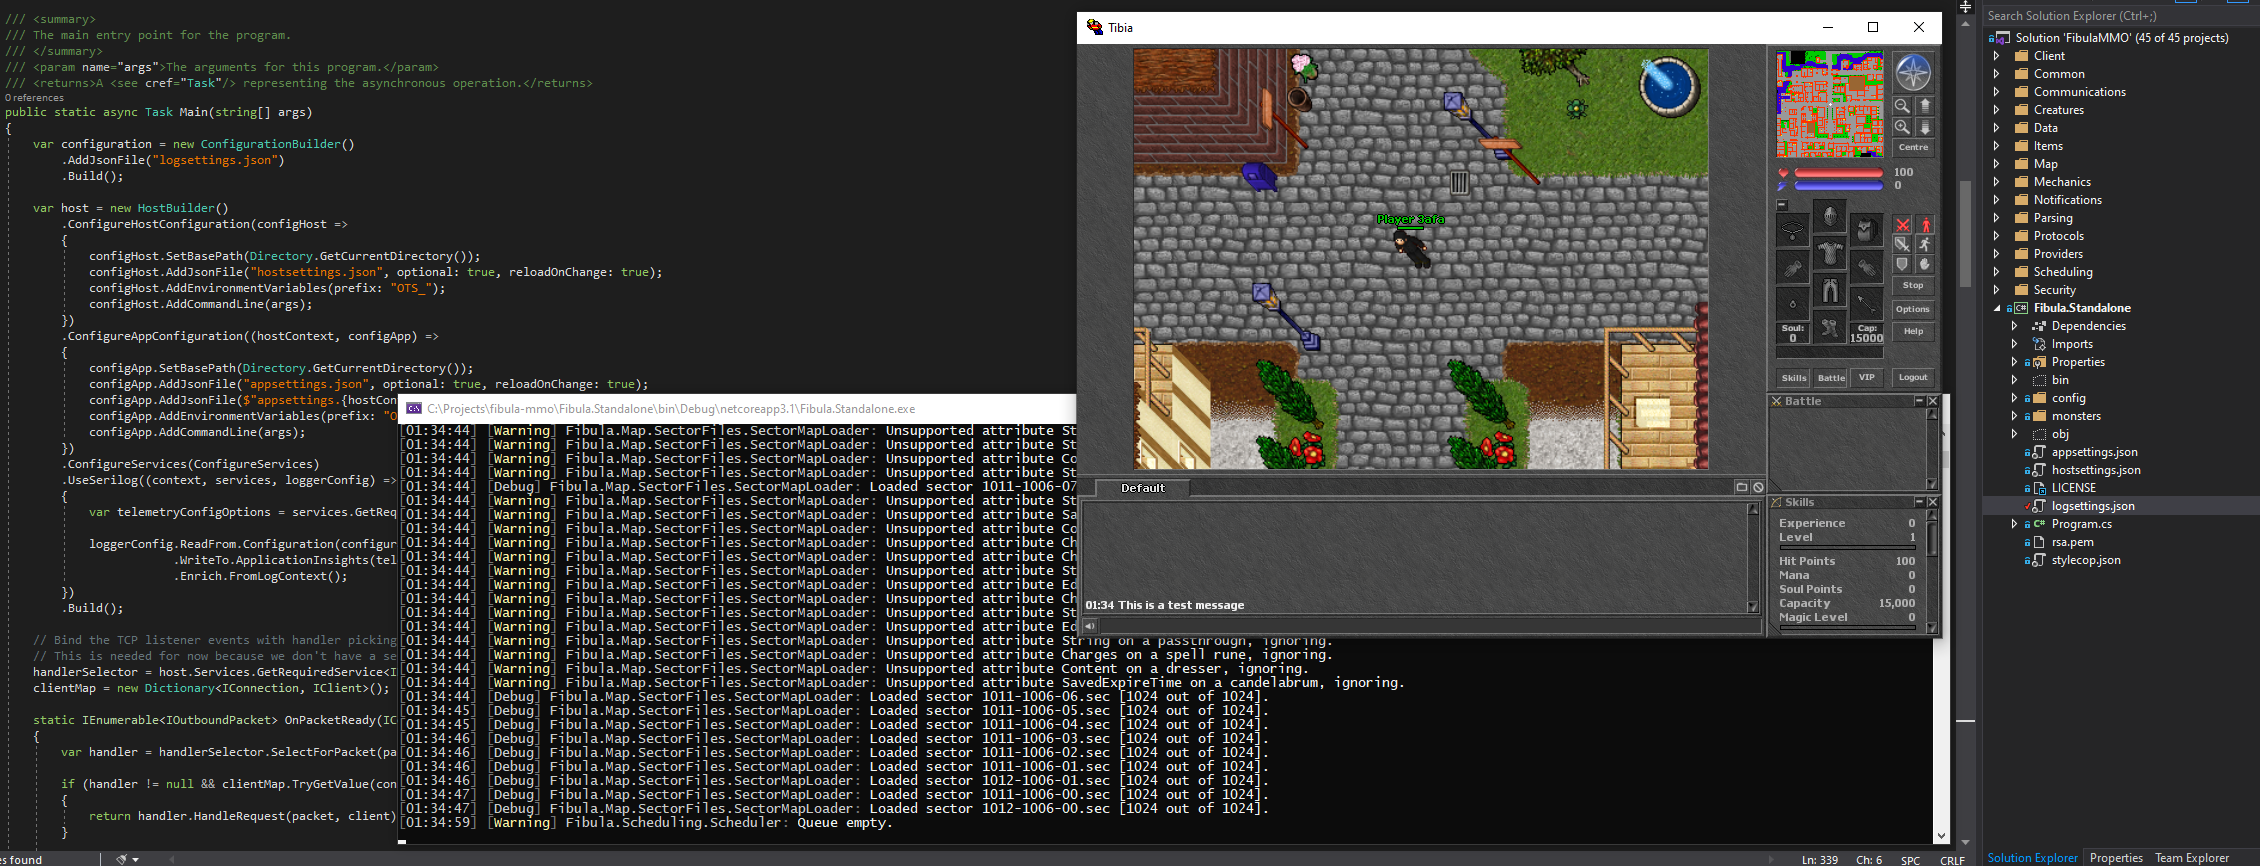 /// <summary>
/// The main entry point for the program.
/// </summary>
/// <param name="args">The arguments for this program.</param>
/// <returns>A <see cref="Task"/> representing the asynchronous operation.</returns>
0 references
public static async Task Main(string[] args)
{
var configuration = new ConfigurationBuilder()
.AddJsonFile("logsettings.json")
.Build();
var host = new HostBuilder()
.ConfigureHostConfiguration(configHost =>
{
configHost.SetBasePath(Directory.GetCurrentDirectory());
configHost.AddJsonFile("hostsettings.json", optional: true, reloadOnChange: true);
configHost.AddEnvironmentVariables(prefix: "OTS_");
configHost.AddCommandLine(args);
})
.ConfigureAppConfiguration((hostContext, configApp) =>
{
configApp.SetBasePath(Directory.GetCurrentDirectory());
configApp.AddJsonFile("appsettings.json", optional: true, reloadOnChange: true);
configApp.AddJsonFile($"appsettings.{hostCon
configApp.AddEnvironmentVariables(prefix: "O
configApp.AddCommandLine(args);
})
.ConfigureServices(ConfigureServices)
.UseSerilog((context, services, loggerConfig) =>
{
var telemetryConfigOptions = services.GetReq
loggerConfig.ReadFrom.Configuration(configur
.WriteTo.ApplicationInsights(tel
.Enrich.FromLogContext();
})
.Build();
// Bind the TCP listener events with handler picking
// This is needed for now because we don't have a se
handlerSelector = host.Services.GetRequiredService<I
clientMap = new Dictionary<IConnection, IClient>();
static IEnumerable<IOutboundPacket> OnPacketReady(IC
{
var handler = handlerSelector.SelectForPacket(pa
if (handler != null && clientMap.TryGetValue(con
{
return handler.HandleRequest(packet, client)
}
es found
C:\Projects\fibula-mmo\Fibula.Standalone\bin\Debug\netcoreapp3.1\Fibula.Standalone.exe
[01:34:44] [Warning] Fibula.Map.SectorFiles.SectorMapLoader: Unsupported attribute St
[01:34:44] [Warning] Fibula.Map.SectorFiles.SectorMapLoader: Unsupported attribute St
[01:34:44] [Warning] Fibula.Map.SectorFiles.SectorMapLoader: Unsupported attribute Co
[01:34:44] [Warning] Fibula.Map.SectorFiles.SectorMapLoader: Unsupported attribute St
[01:34:44] [Debug] Fibula.Map.SectorFiles.SectorMapLoader: Loaded sector 1011-1006-07
[01:34:44] [Warning] Fibula.Map.SectorFiles.SectorMapLoader: Unsupported attribute St
[01:34:44] [Warning] Fibula.Map.SectorFiles.SectorMapLoader: Unsupported attribute Sa
[01:34:44] [Warning] Fibula.Map.SectorFiles.SectorMapLoader: Unsupported attribute Co
[01:34:44] [Warning] Fibula.Map.SectorFiles.SectorMapLoader: Unsupported attribute Ch
[01:34:44] [Warning] Fibula.Map.SectorFiles.SectorMapLoader: Unsupported attribute Ch
[01:34:44] [Warning] Fibula.Map.SectorFiles.SectorMapLoader: Unsupported attribute St
[01:34:44] [Warning] Fibula.Map.SectorFiles.SectorMapLoader: Unsupported attribute Ed
[01:34:44] [Warning] Fibula.Map.SectorFiles.SectorMapLoader: Unsupported attribute Ch
[01:34:44] [Warning] Fibula.Map.SectorFiles.SectorMapLoader: Unsupported attribute St
[01:34:44] [Warning] Fibula.Map.SectorFiles.SectorMapLoader: Unsupported attribute Ed
[01:34:44] [Warning] Fibula.Map.SectorFiles.SectorMapLoader: Unsupported attribute String on a passthrough, ignoring.
[01:34:44] [Warning] Fibula.Map.SectorFiles.SectorMapLoader: Unsupported attribute Charges on a spell rune, ignoring.
[01:34:44] [Warning] Fibula.Map.SectorFiles.SectorMapLoader: Unsupported attribute Content on a dresser, ignoring.
[01:34:44] [Warning] Fibula.Map.SectorFiles.SectorMapLoader: Unsupported attribute SavedExpireTime on a candelabrum, ignoring.
[01:34:44] [Debug] Fibula.Map.SectorFiles.SectorMapLoader: Loaded sector 1011-1006-06.sec [1024 out of 1024].
[01:34:45] [Debug] Fibula.Map.SectorFiles.SectorMapLoader: Loaded sector 1011-1006-05.sec [1024 out of 1024].
[01:34:45] [Debug] Fibula.Map.SectorFiles.SectorMapLoader: Loaded sector 1011-1006-04.sec [1024 out of 1024].
[01:34:46] [Debug] Fibula.Map.SectorFiles.SectorMapLoader: Loaded sector 1011-1006-03.sec [1024 out of 1024].
[01:34:46] [Debug] Fibula.Map.SectorFiles.SectorMapLoader: Loaded sector 1011-1006-02.sec [1024 out of 1024].
[01:34:46] [Debug] Fibula.Map.SectorFiles.SectorMapLoader: Loaded sector 1011-1006-01.sec [1024 out of 1024].
[01:34:46] [Debug] Fibula.Map.SectorFiles.SectorMapLoader: Loaded sector 1012-1006-01.sec [1024 out of 1024].
[01:34:47] [Debug] Fibula.Map.SectorFiles.SectorMapLoader: Loaded sector 1011-1006-00.sec [1024 out of 1024].
[01:34:47] [Debug] Fibula.Map.SectorFiles.SectorMapLoader: Loaded sector 1012-1006-00.sec [1024 out of 1024].
[01:34:59] [Warning] Fibula.Scheduling.Scheduler: Queue empty.
Tibia
Player 9afa
Centre
100
0
Stop
Soul:
0
Cap:
15000
Options
Help
Skills
Battle
VIP
Logout
Battle
Skills
Experience 0
Level 1
Hit Points 100
Mana 0
Soul Points 0
Capacity 15,000
Magic Level 0
Default
01:34 This is a test message
Search Solution Explorer (Ctrl+;)
Solution 'FibulaMMO' (45 of 45 projects)
Client
Common
Communications
Creatures
Data
Items
Map
Mechanics
Notifications
Parsing
Protocols
Providers
Scheduling
Security
C# Fibula.Standalone
Dependencies
Imports
Properties
bin
config
monsters
obj
appsettings.json
hostsettings.json
LICENSE
logsettings.json
C# Program.cs
rsa.pem
stylecop.json
Ln: 339 Ch: 6 SPC CRLF
Solution Explorer Properties Team Explorer